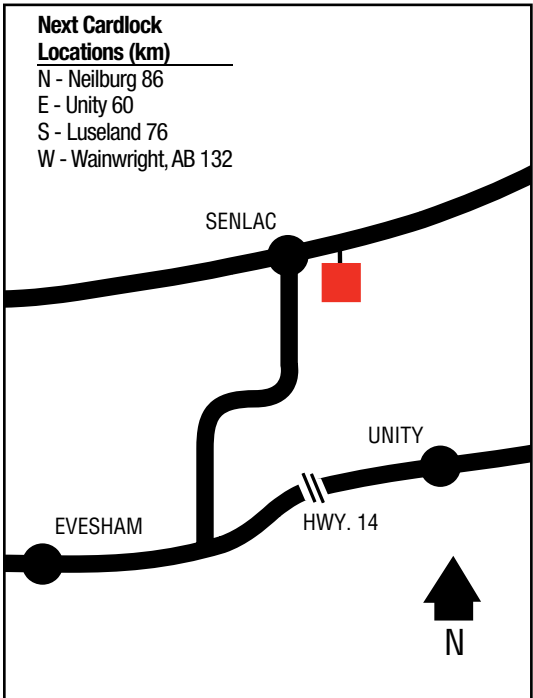 Next Cardlock
Locations (km)
N - Neilburg 86
E - Unity 60
S - Luseland 76
W - Wainwright, AB 132
SENLAC
UNITY
HWY. 14
EVESHAM
N